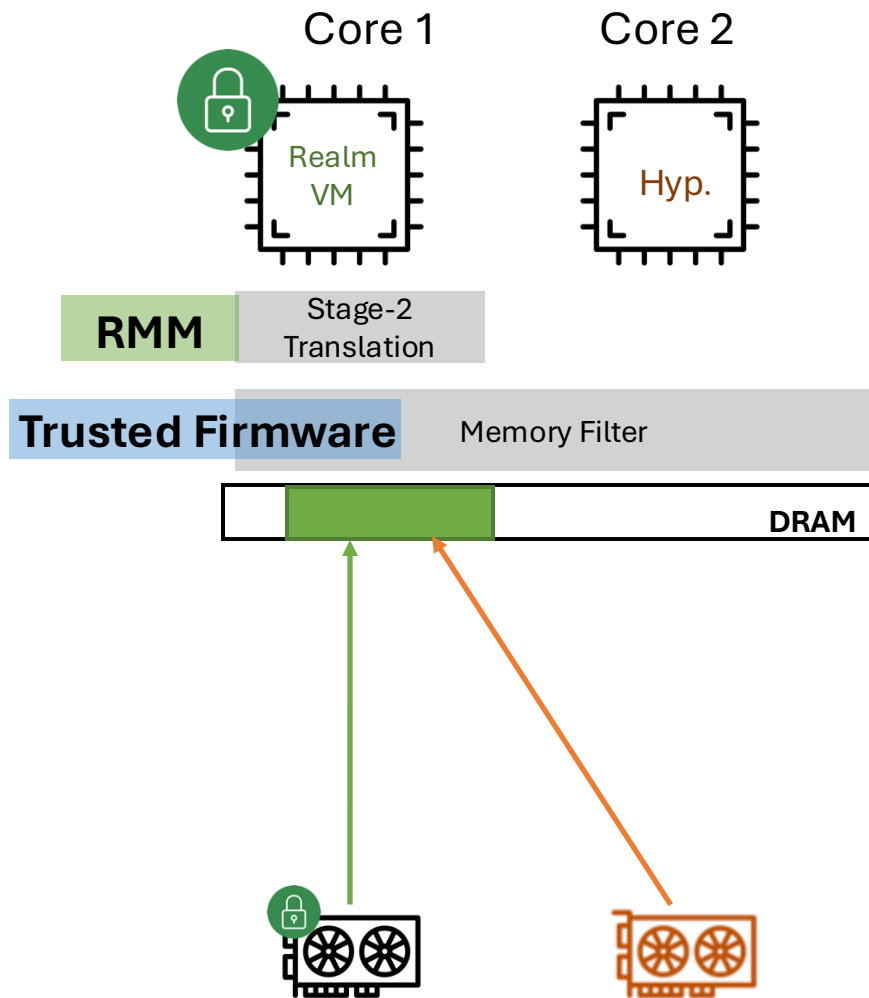 Core 1
Core 2
Realm
VM
Hyp.
RMM
Stage-2
Translation
Trusted Firmware
Memory Filter
DRAM